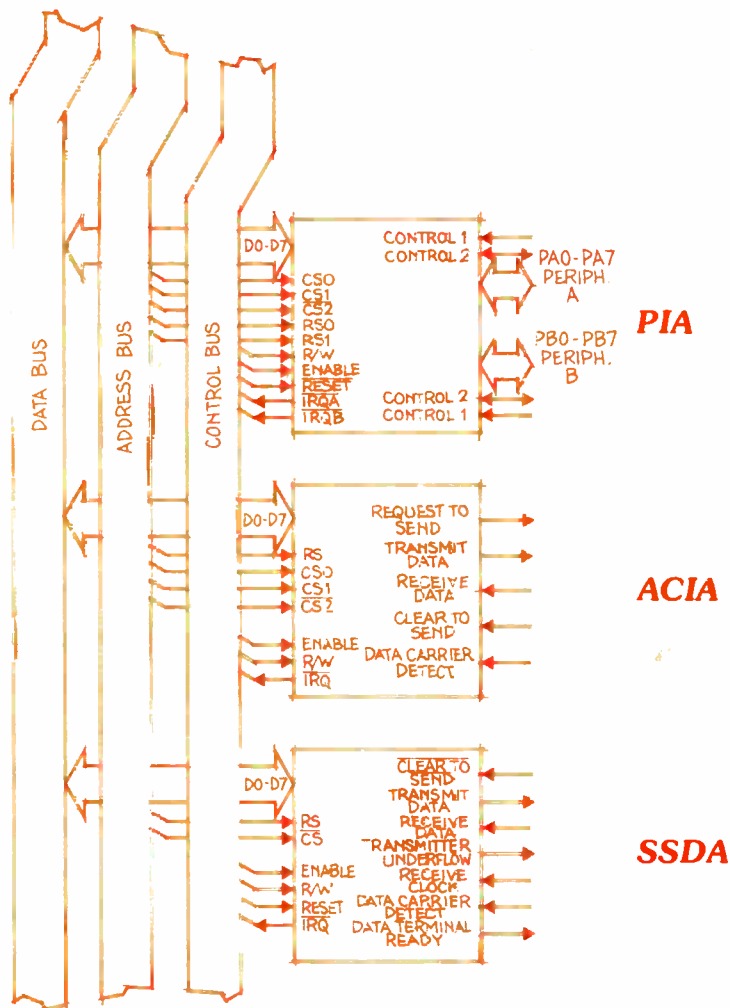 DATA BUS
ADDRESS BUS
CONTROL BUS
D0-D7
CS0
CS1
CS2
RS0
RS1
R/W
ENABLE
RESET
IRQA
IRQB
CONTROL 1
CONTROL 2
CONTROL 2
CONTROL 1
PA0-PA7
PERIPH.
A
PB0-PB7
PERIPH.
B
PIA
D0-D7
RS
CS0
CS1
CS2
ENABLE
R/W
IRQ
REQUEST TO
SEND
TRANSMIT
DATA
RECEIVE
DATA
CLEAR TO
SEND
DATA CARRIER
DETECT
ACIA
D0-D7
RS
CS
ENABLE
R/W
RESET
IRQ
CLEAR TO
SEND
TRANSMIT
DATA
RECEIVE
DATA
TRANSMITTER
UNDERFLOW
RECEIVE
CLOCK
DATA CARRIER
DETECT
DATA TERMINAL
READY
SSDA